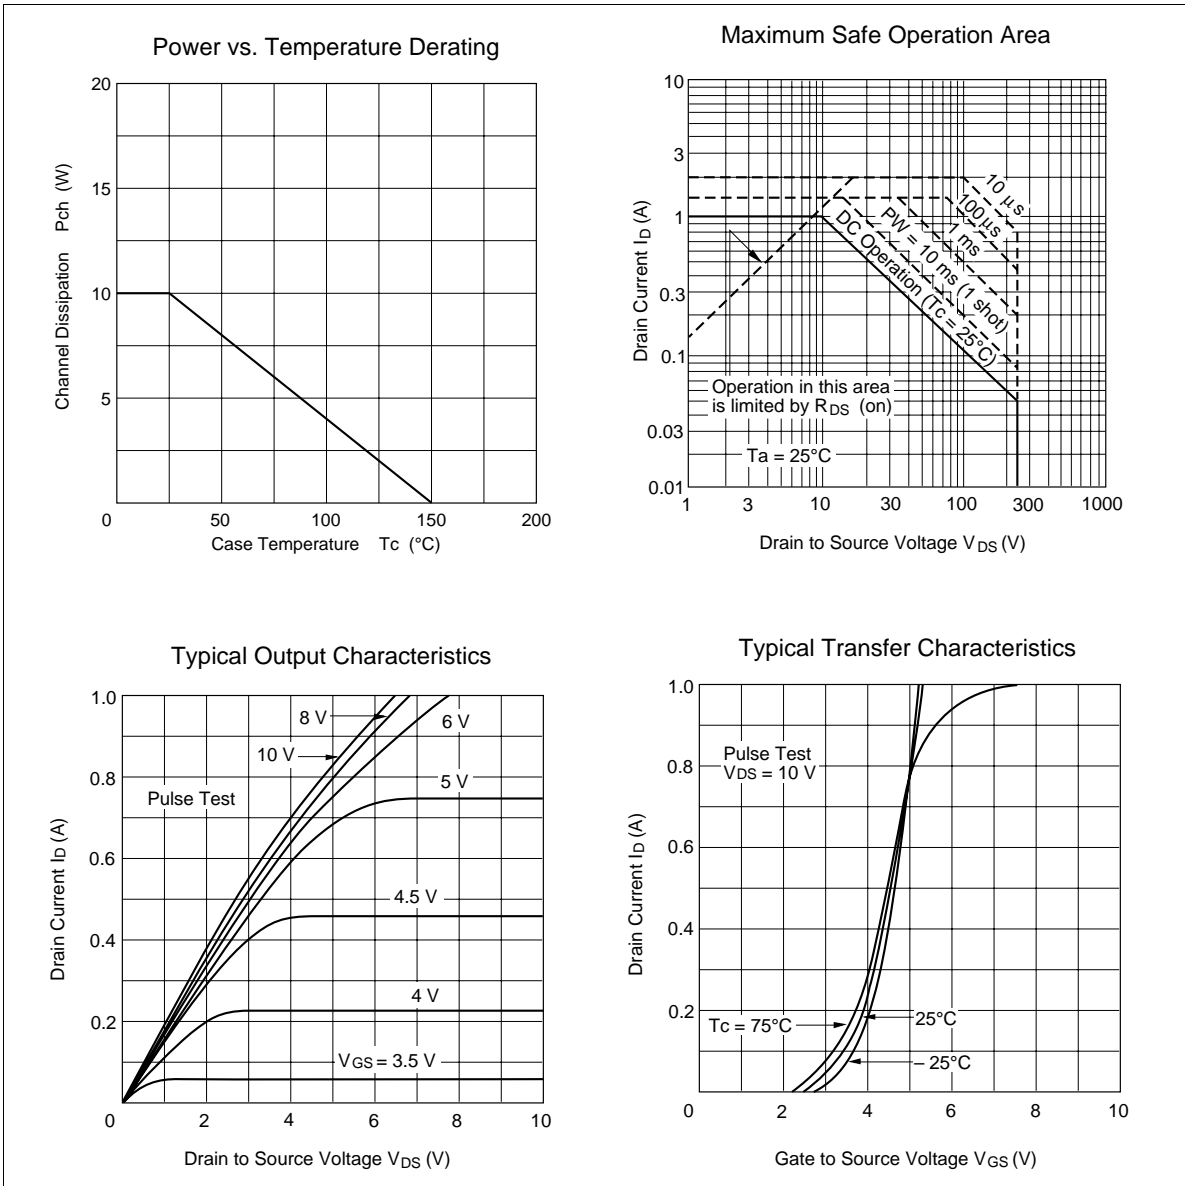 Power vs. Temperature Derating
20
15
10
5
0
50
100
150
200
Channel Dissipation Pch (W)
Case Temperature Tc (°C)
Maximum Safe Operation Area
10
3
1
0.3
0.1
0.03
0.01
1
3
10
30
100
300
1000
Drain Current ID (A)
Drain to Source Voltage VDS (V)
10 μs
100 μs
1 ms
PW = 10 ms (1 shot)
DC Operation (Tc = 25°C)
Operation in this area
is limited by RDS (on)
Ta = 25°C
Typical Output Characteristics
1.0
0.8
0.6
0.4
0.2
0
2
4
6
8
10
Drain Current ID (A)
Drain to Source Voltage VDS (V)
8 V
6 V
10 V
5 V
Pulse Test
4.5 V
4 V
VGS = 3.5 V
Typical Transfer Characteristics
1.0
0.8
0.6
0.4
0.2
0
2
4
6
8
10
Drain Current ID (A)
Gate to Source Voltage VGS (V)
Pulse Test
VDS = 10 V
Tc = 75°C
25°C
– 25°C